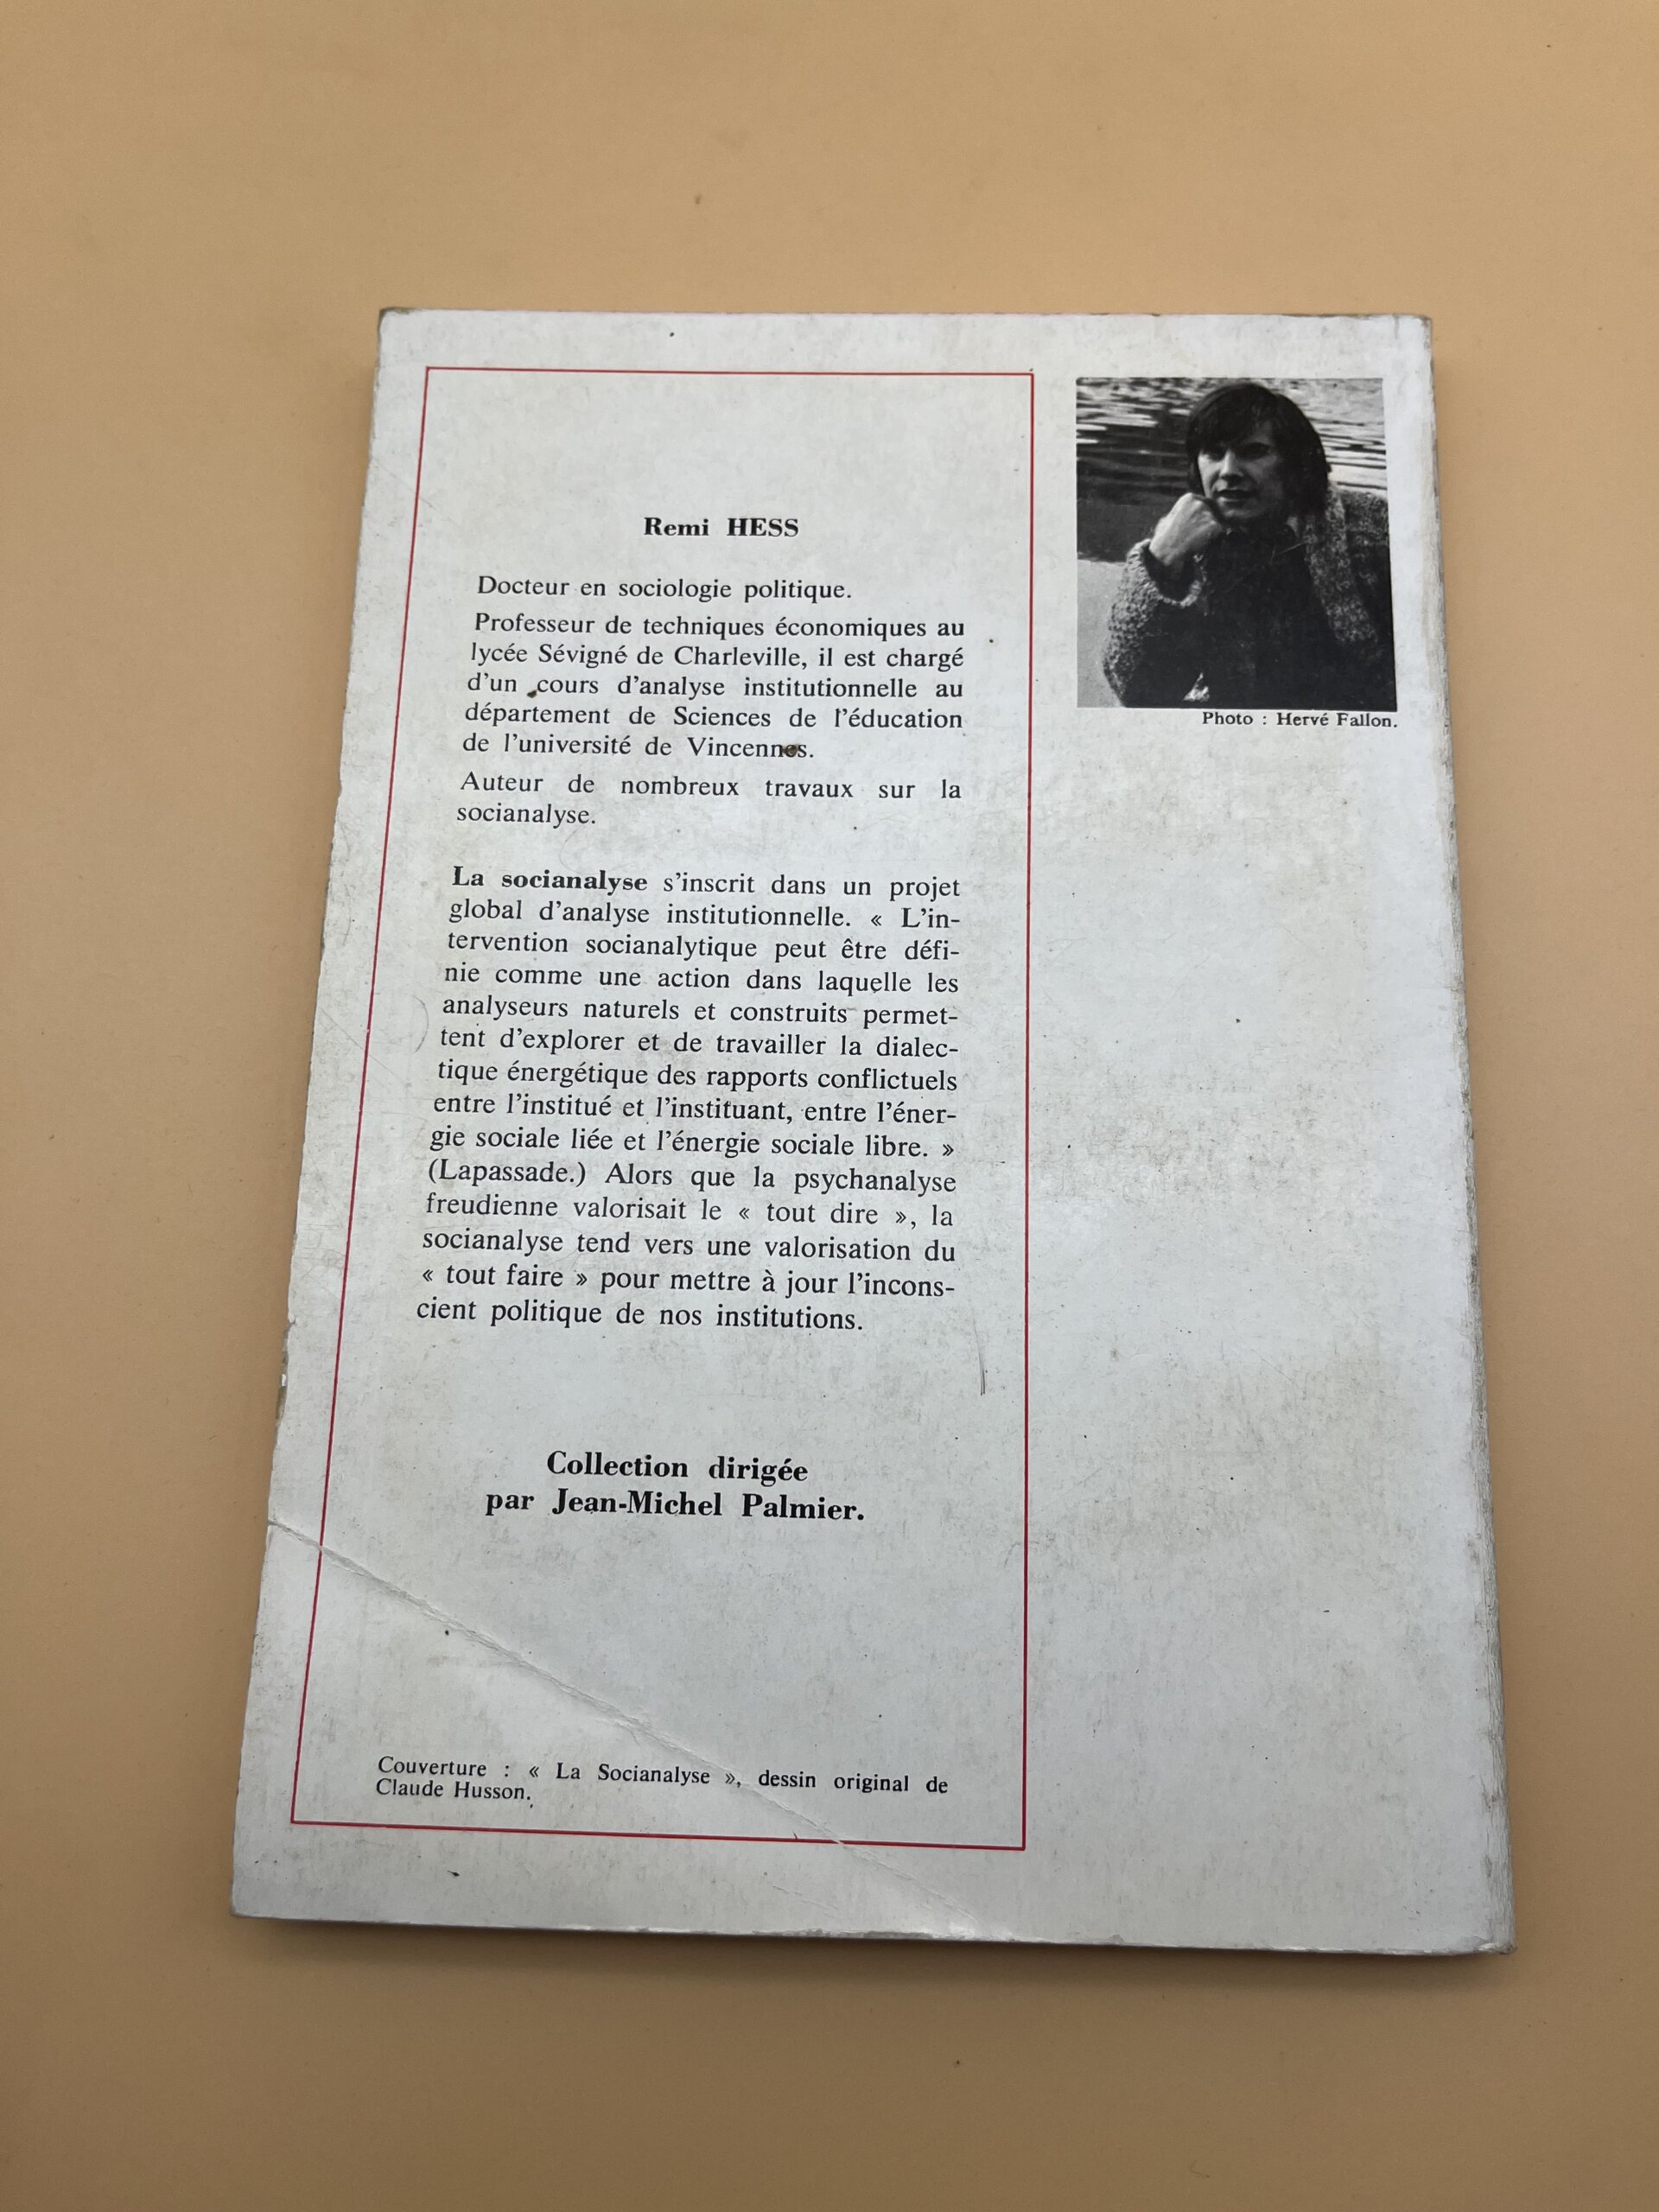 Remi HESS
Docteur en sociologie politique.
Professeur de techniques économiques au
lycée Sévigné de Charleville, il est chargé
d'un cours d'analyse institutionnelle au
département de Sciences de l'éducation
de l'université de Vincennes.
Auteur de nombreux travaux sur la
socianalyse.
La socianalyse s'inscrit dans un projet
global d'analyse institutionnelle. « L'in-
tervention socianalytique peut être défi-
nie comme une action dans laquelle les
analyseurs naturels et construits permet-
tent d'explorer et de travailler la dialec-
tique énergétique des rapports conflictuels
entre l'institué et l'instituant, entre l'éner-
gie sociale liée et l'énergie sociale libre. »
(Lapassade.) Alors que la psychanalyse
freudienne valorisait le « tout dire », la
socianalyse tend vers une valorisation du
« tout faire » pour mettre à jour l'incons-
cient politique de nos institutions.
Collection dirigée
par Jean-Michel Palmier.
Couverture : « La Socianalyse », dessin original de
Claude Husson.
Photo : Hervé Fallon.